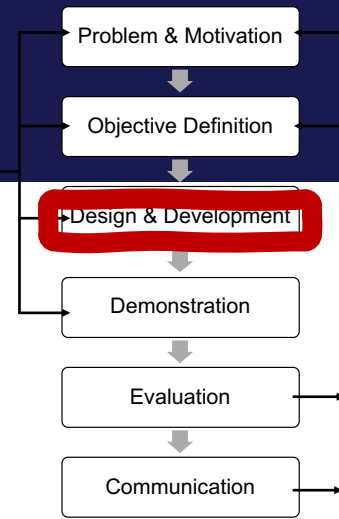 Problem & Motivation
Objective Definition
Design & Development
Demonstration
Evaluation
Communication